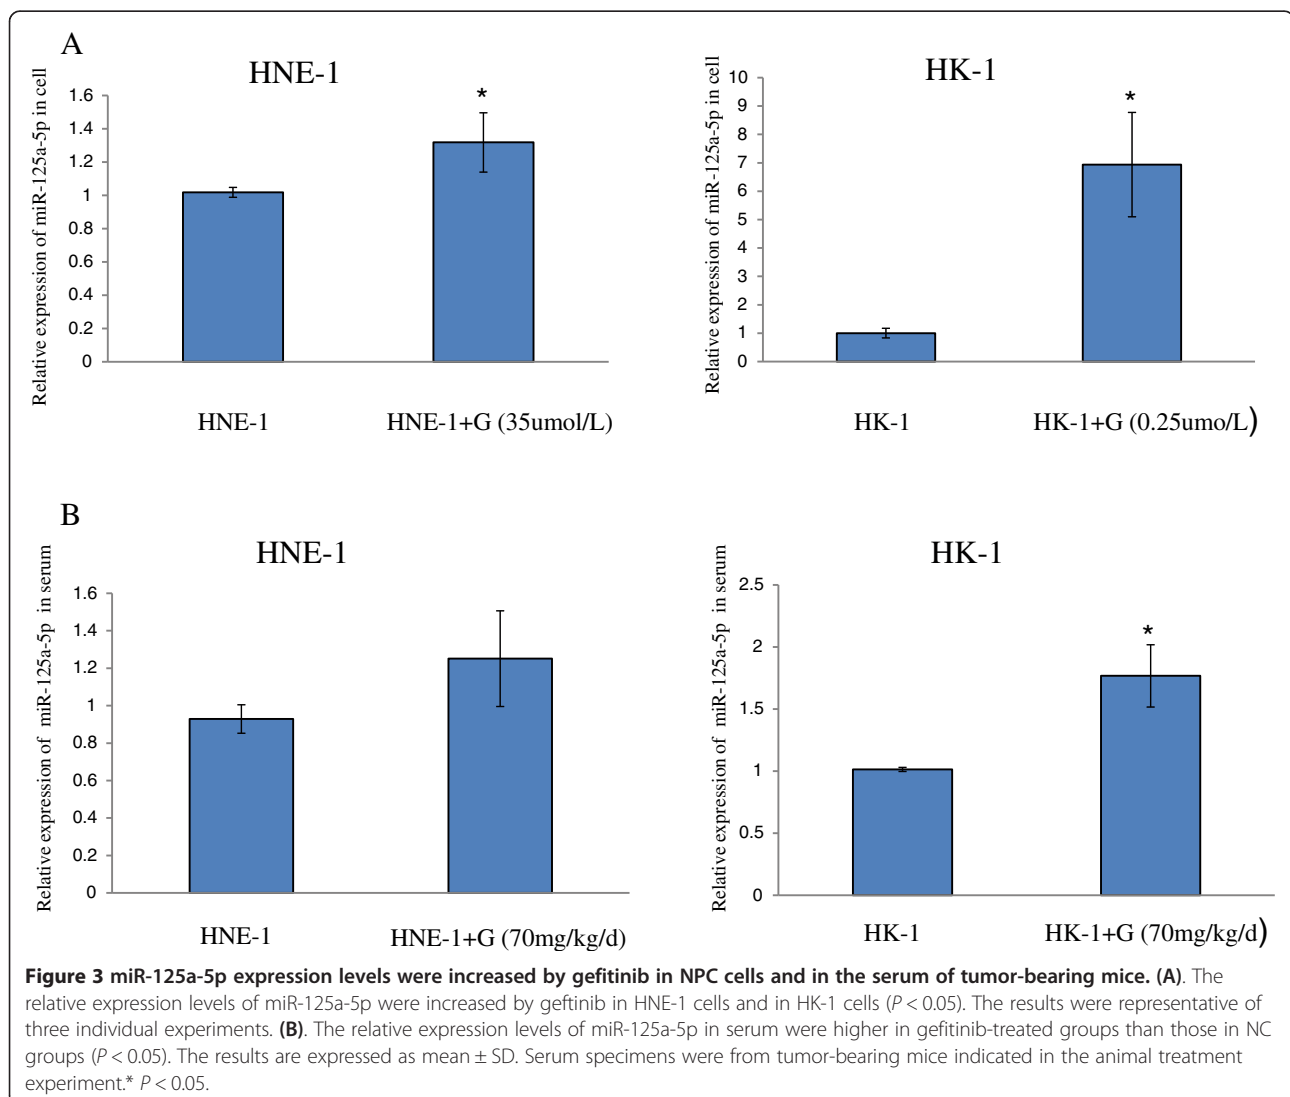 A
HNE-1
Relative expression of miR-125a-5p in cell
1.6
1.4
1.2
1
0.8
0.6
0.4
0.2
0
*
HNE-1
HNE-1+G (35umol/L)
HK-1
Relative expression of miR-125a-5p in cell
10
9
8
7
6
5
4
3
2
1
0
*
HK-1
HK-1+G (0.25umo/L)
B
HNE-1
Relative expression of miR-125a-5p in serum
1.6
1.4
1.2
1
0.8
0.6
0.4
0.2
0
HNE-1
HNE-1+G (70mg/kg/d)
HK-1
Relative expression of miR-125a-5p in serum
2.5
2
1.5
1
0.5
0
*
HK-1
HK-1+G (70mg/kg/d)
Figure 3 miR-125a-5p expression levels were increased by gefitinib in NPC cells and in the serum of tumor-bearing mice. (A). The
relative expression levels of miR-125a-5p were increased by geftinib in HNE-1 cells and in HK-1 cells (P < 0.05). The results were representative of
three individual experiments. (B). The relative expression levels of miR-125a-5p in serum were higher in gefitinib-treated groups than those in NC
groups (P < 0.05). The results are expressed as mean ± SD. Serum specimens were from tumor-bearing mice indicated in the animal treatment
experiment.* P < 0.05.